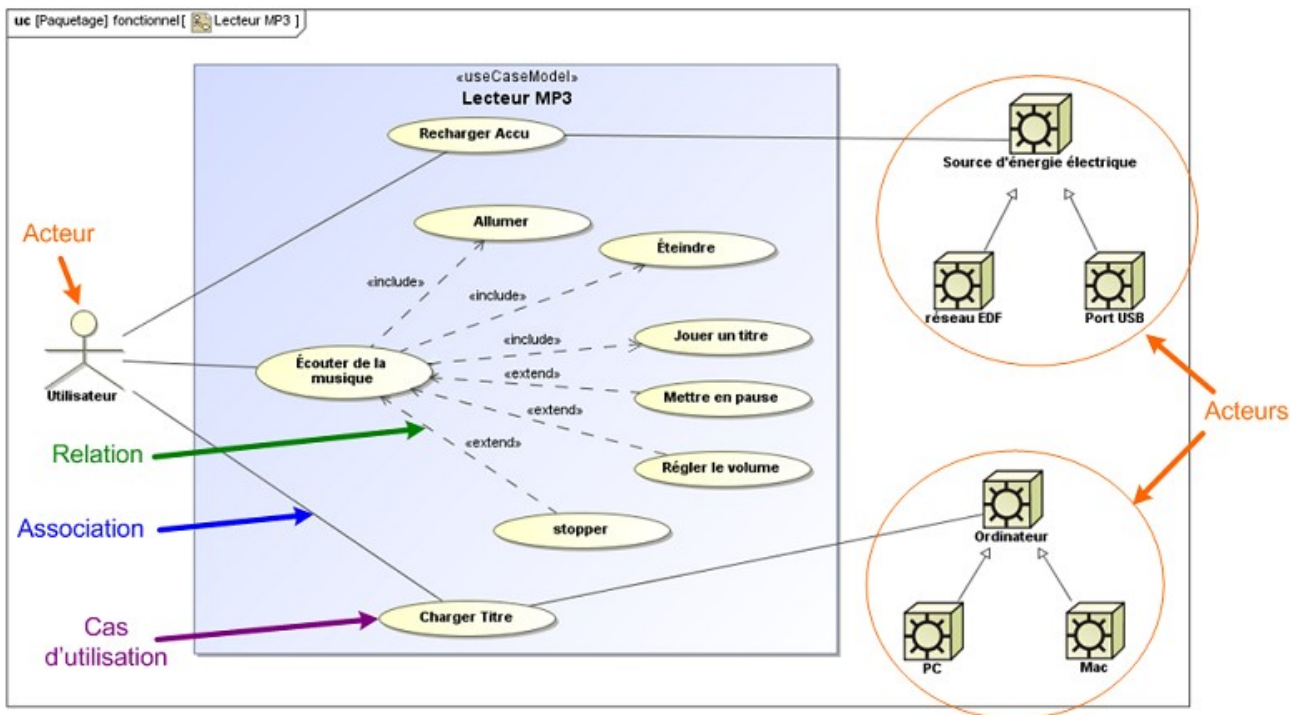 uc [Paquetage] fonctionnel[ Lecteur MP3 ]
«useCaseModel»
Lecteur MP3
Recharger Accu
Source d'énergie électrique
Allumer
Acteur
Éteindre
«include»
«include»
réseau EDF
Port USB
Jouer un titre
«include»
Écouter de la
musique
«extend»
Mettre en pause
Utilisateur
«extend»
Acteurs
«extend»
Relation
Régler le volume
Association
stopper
Ordinateur
Charger Titre
Cas
d'utilisation
PC
Mac